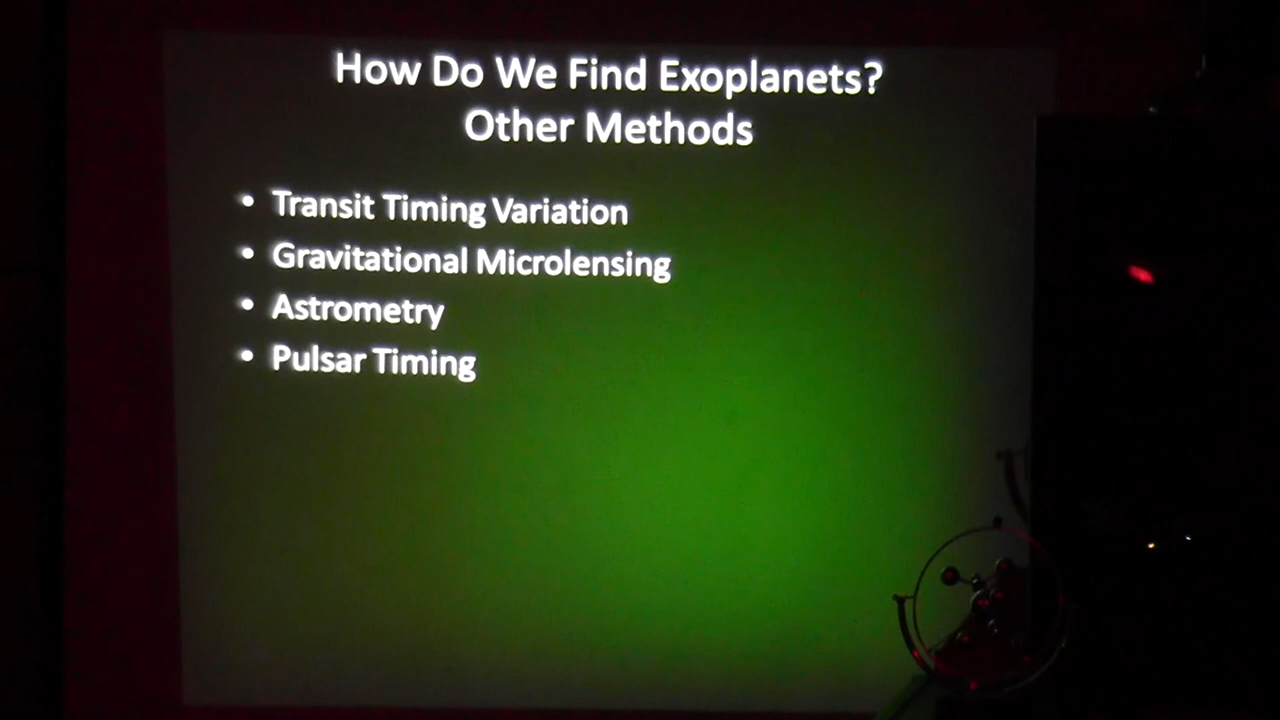 How Do We Find Exoplanets?
Other Methods
• Transit Timing Variation
• Gravitational Microlensing
• Astrometry
• Pulsar Timing